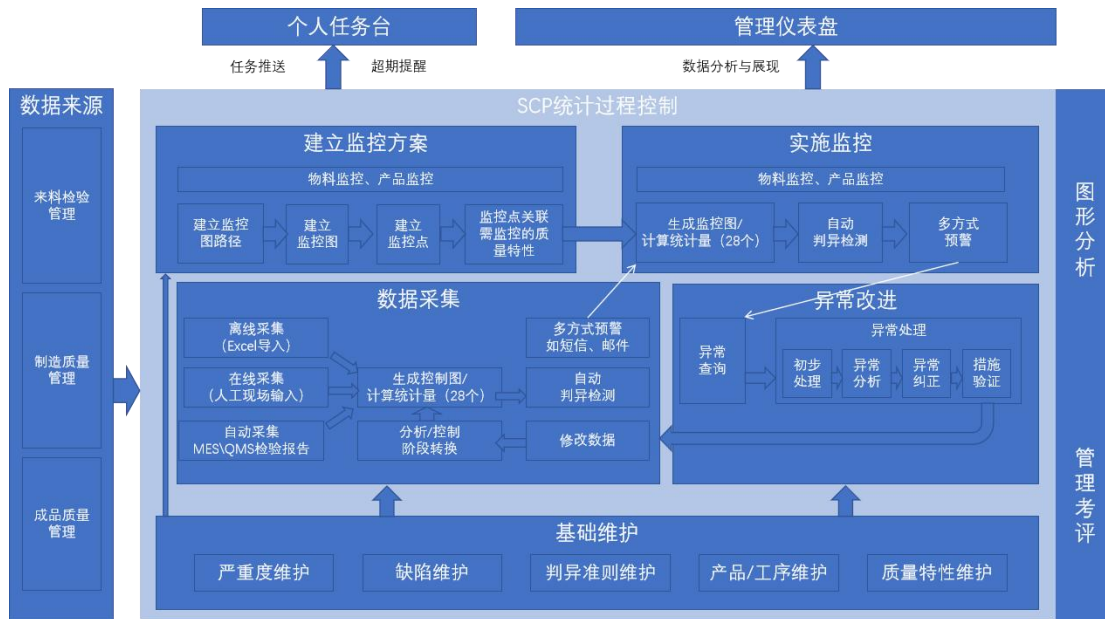 个人任务台
管理仪表盘
任务推送
超期提醒
数据分析与展现
数据来源
来料检验
管理
制造质量
管理
成品质量
管理
SCP统计过程控制
建立监控方案
物料监控、产品监控
建立监控
图路径
建立
监控图
建立
监控点
监控点关联
需监控的质
量特性
实施监控
物料监控、产品监控
生成监控图/
计算统计量（28个）
自动
判异检测
多方式
预警
数据采集
离线采集
（Excel导入）
在线采集
（人工现场输入）
自动采集
MES\QMS检验报告
生成控制图/
计算统计量（28个）
分析/控制
阶段转换
多方式预警
如短信、邮件
自动
判异检测
修改数据
异常改进
异常
查询
异常处理
初步
处理
异常
分析
异常
纠正
措施
验证
基础维护
严重度维护
缺陷维护
判异准则维护
产品/工序维护
质量特性维护
图形分析
管理考评